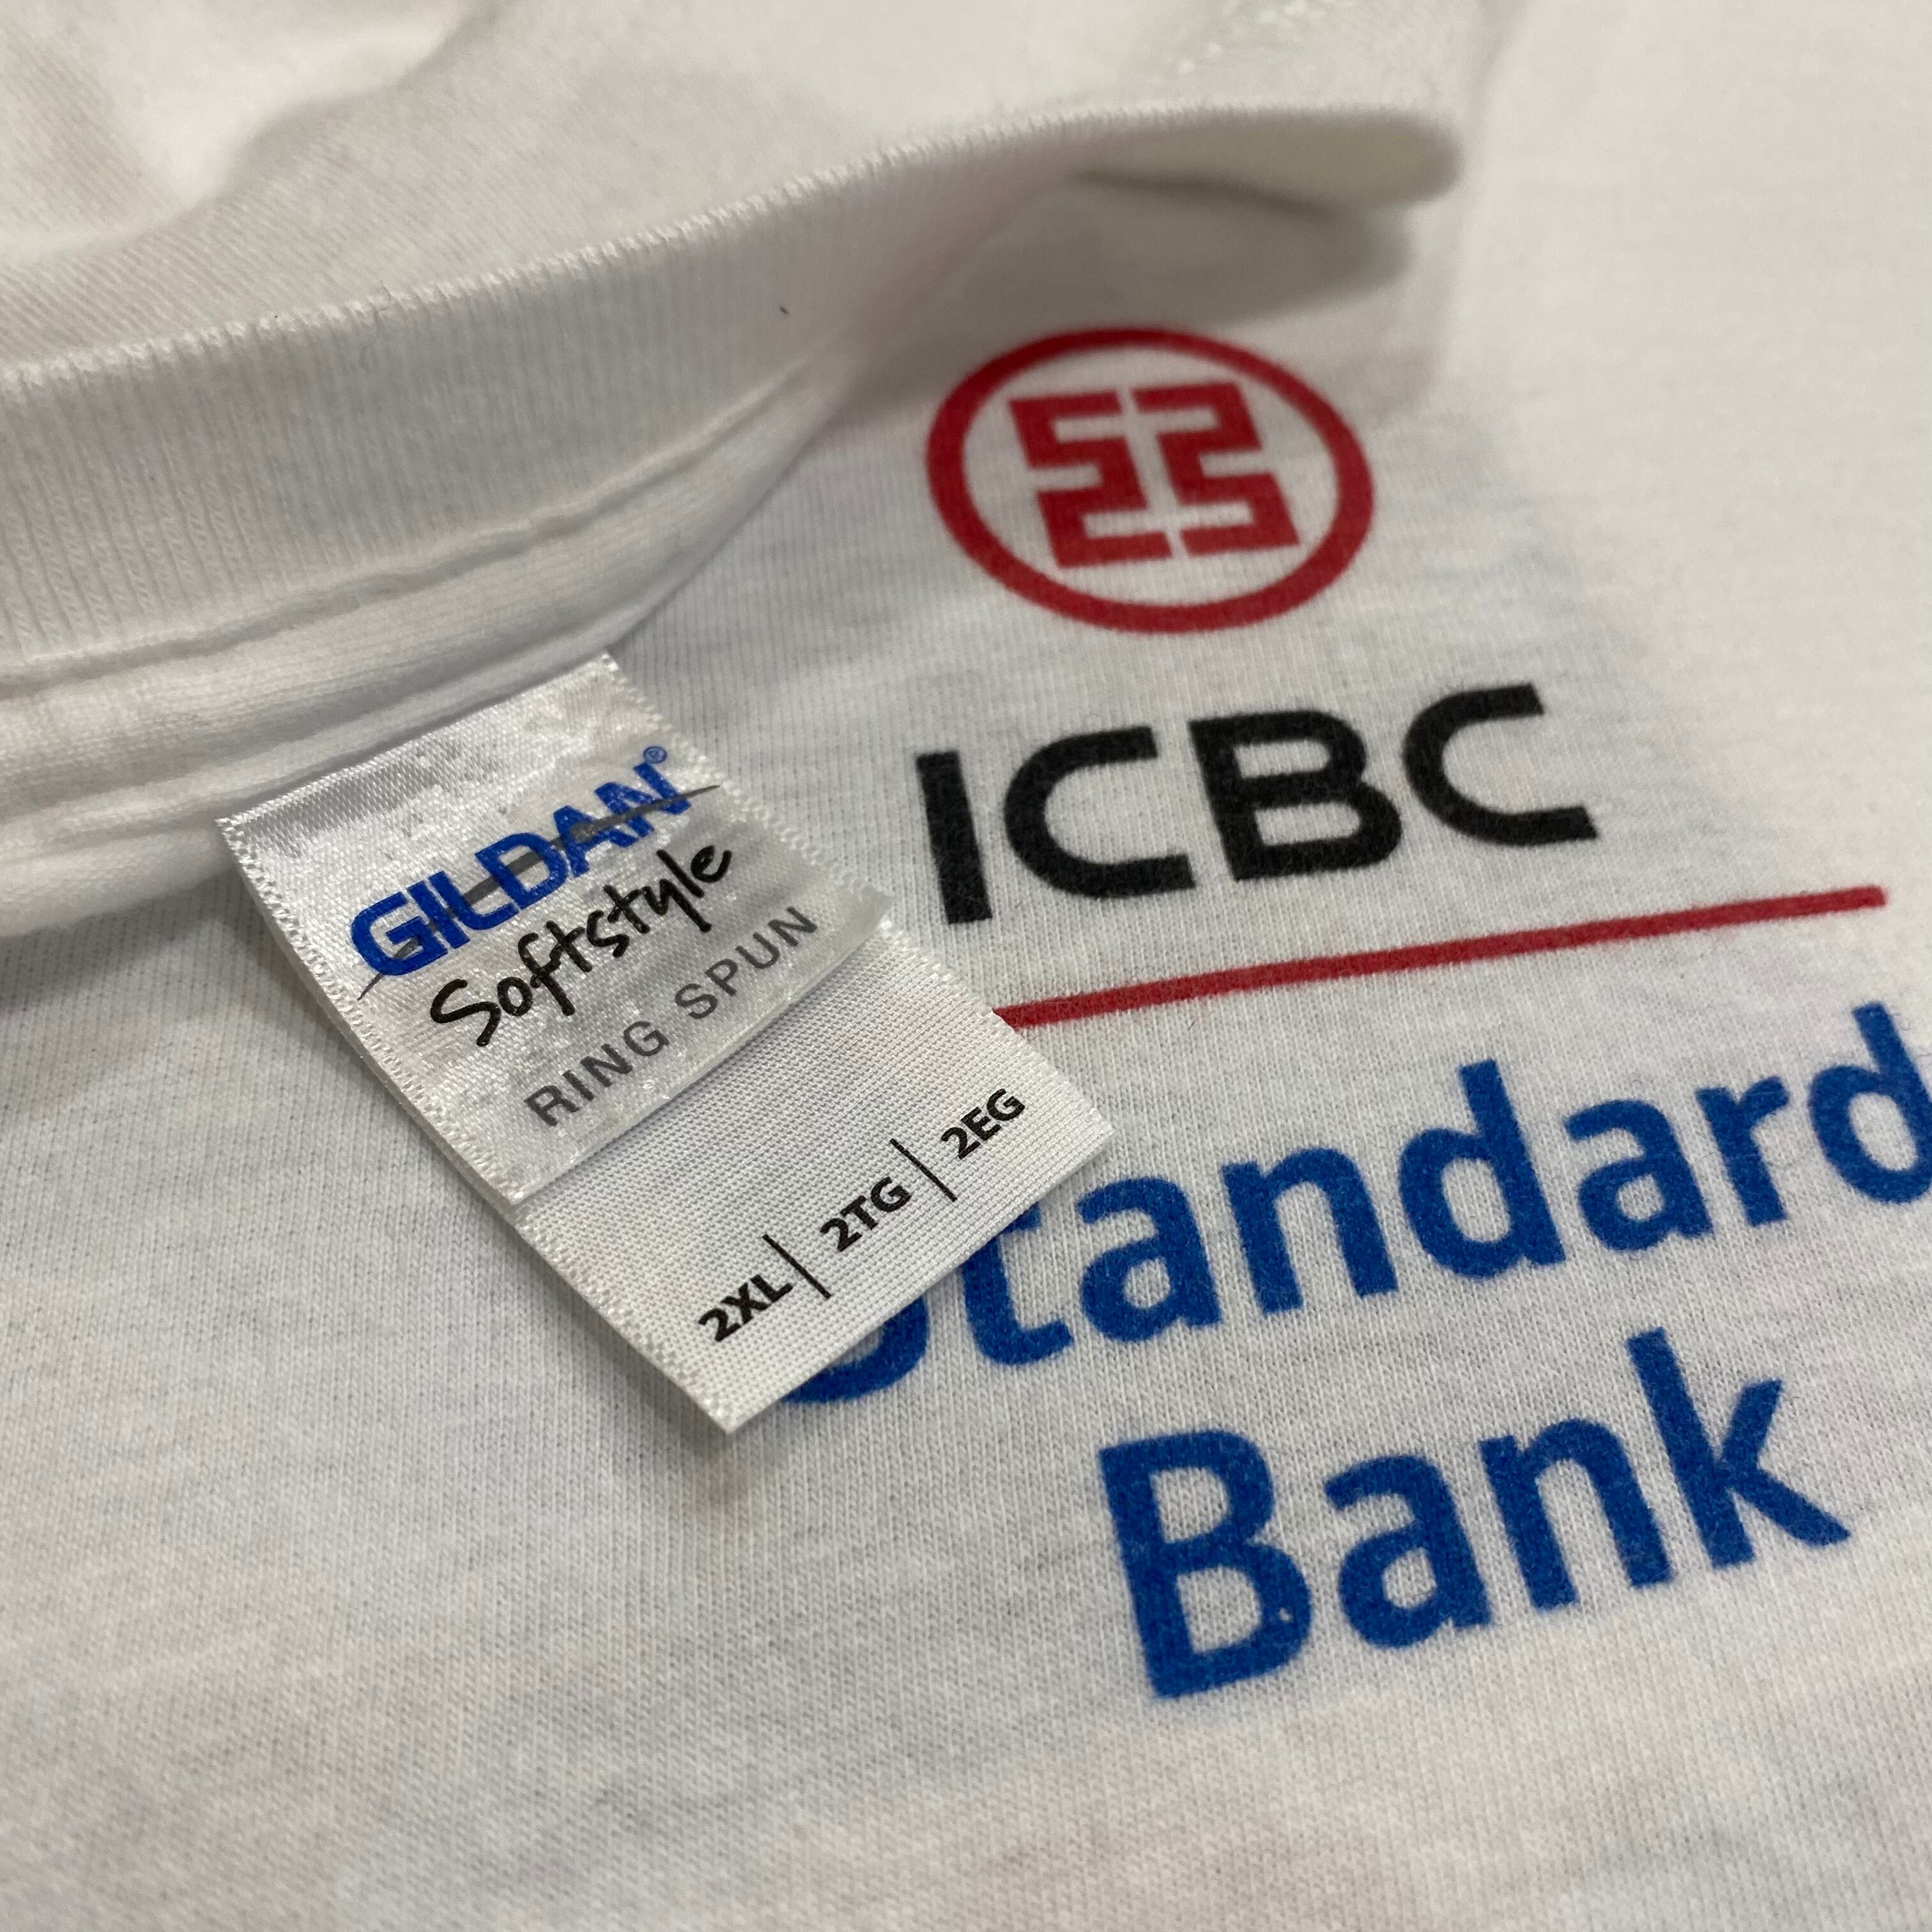 GILDAN®
Softstyle
RING SPUN
2XL | 2TG | 2EG
ICBC
Standard
Bank